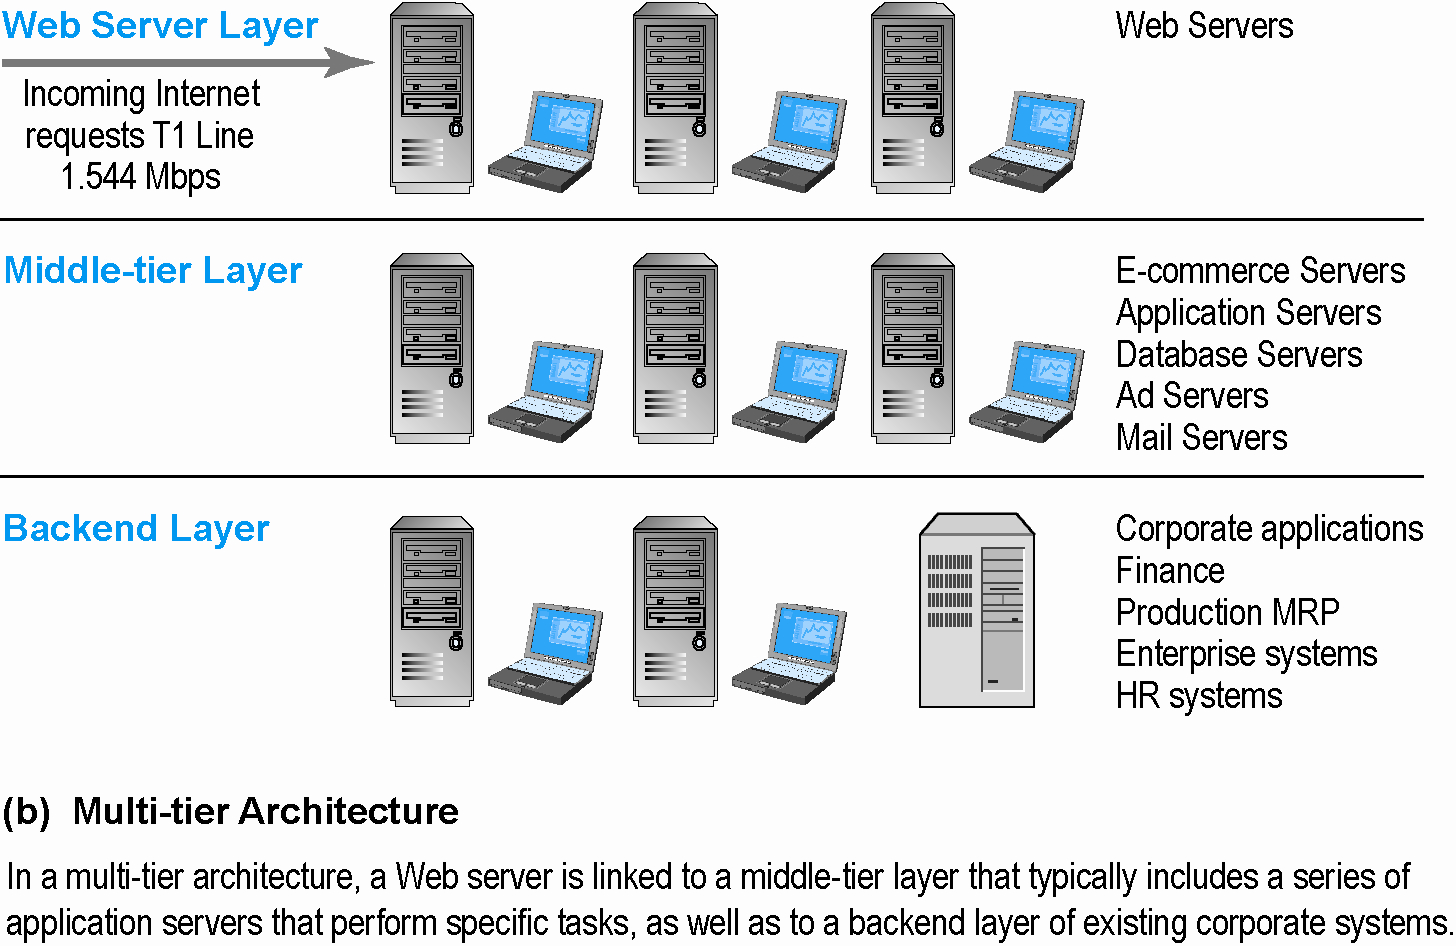 Web Server Layer
Web Servers
Incoming Internet
requests T1 Line
1.544 Mbps
Middle-tier Layer
E-commerce Servers
Application Servers
Database Servers
Ad Servers
Mail Servers
Backend Layer
Corporate applications
Finance
Production MRP
Enterprise systems
HR systems
(b) Multi-tier Architecture
In a multi-tier architecture, a Web server is linked to a middle-tier layer that typically includes a series of
application servers that perform specific tasks, as well as to a backend layer of existing corporate systems.